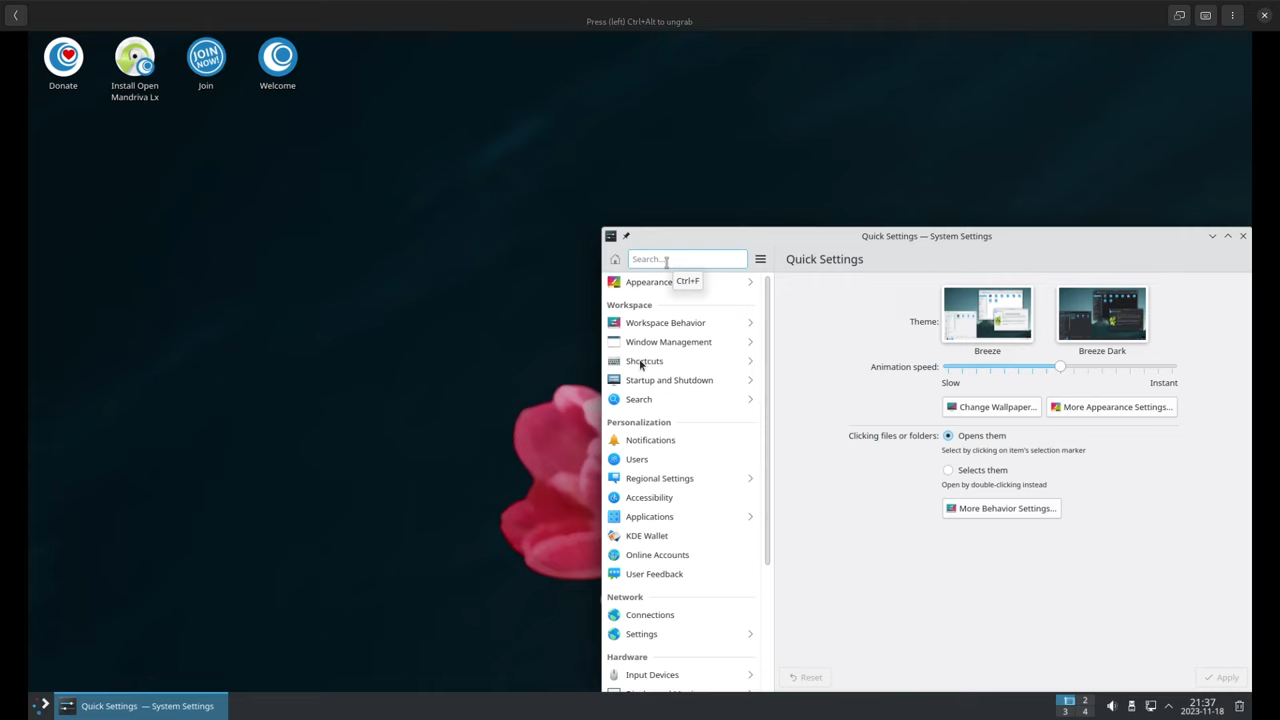 Press (left) Ctrl+Alt to ungrab
Donate
Install Open
Mandriva Lx
JOIN
NOW!
Join
Welcome
Quick Settings — System Settings
Search...
Quick Settings
Ctrl+F
Appearance
Workspace
Workspace Behavior
Window Management
Shortcuts
Startup and Shutdown
Search
Personalization
Notifications
Users
Regional Settings
Accessibility
Applications
KDE Wallet
Online Accounts
User Feedback
Network
Connections
Settings
Hardware
Input Devices
Theme:
Breeze
Breeze Dark
Animation speed:
Slow
Instant
Change Wallpaper...
More Appearance Settings...
Clicking files or folders:
Opens them
Select by clicking on item's selection marker
Selects them
Open by double-clicking instead
More Behavior Settings...
Reset
Apply
Quick Settings — System Settings
1 2
3 4
21:37
2023-11-18